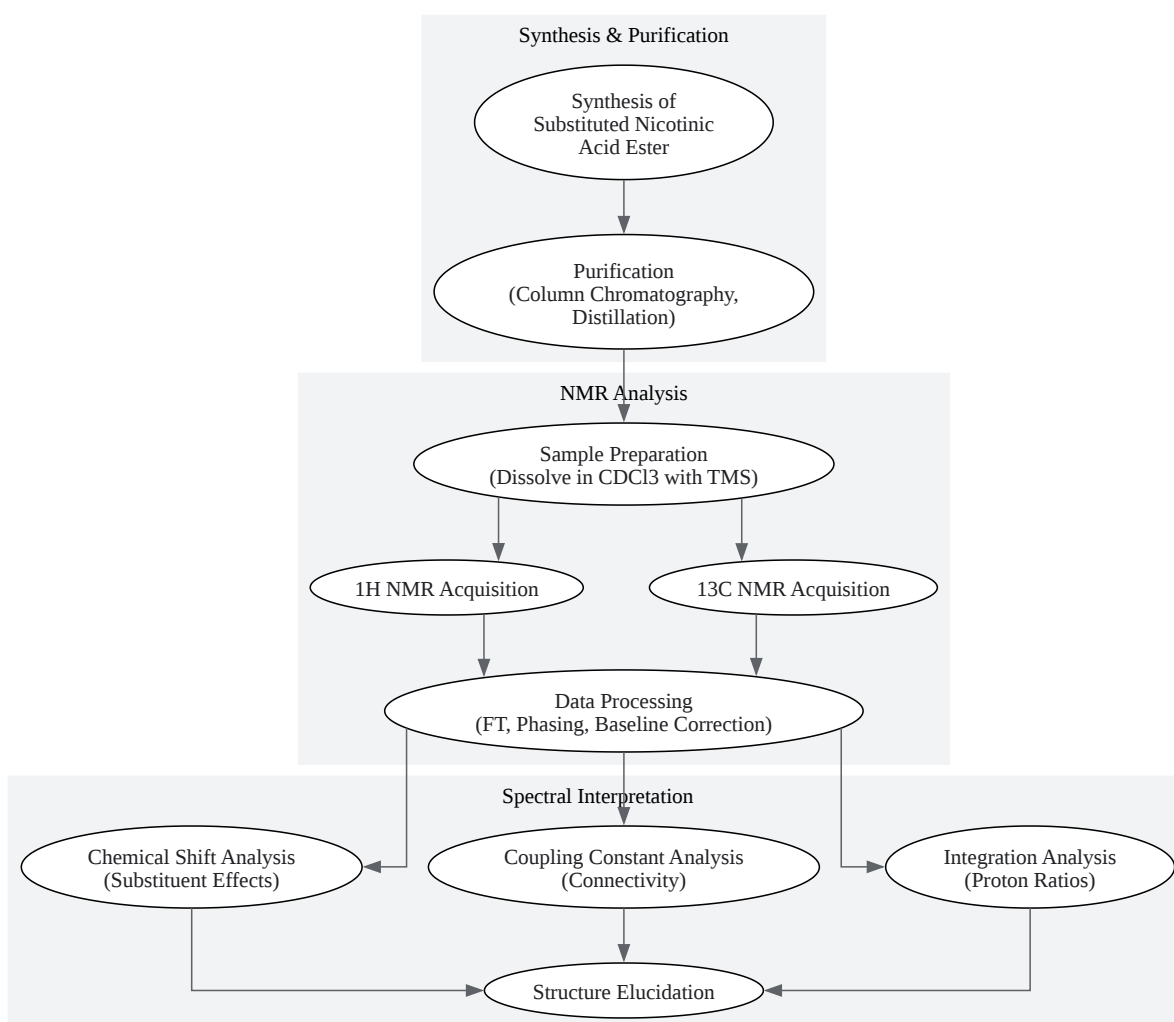 Synthesis & Purification
Synthesis of
Substituted Nicotinic
Acid Ester
Purification
(Column Chromatography,
Distillation)
NMR Analysis
Sample Preparation
(Dissolve in CDCl3 with TMS)
1H NMR Acquisition
13C NMR Acquisition
Data Processing
(FT, Phasing, Baseline Correction)
Spectral Interpretation
Chemical Shift Analysis
(Substituent Effects)
Coupling Constant Analysis
(Connectivity)
Integration Analysis
(Proton Ratios)
Structure Elucidation